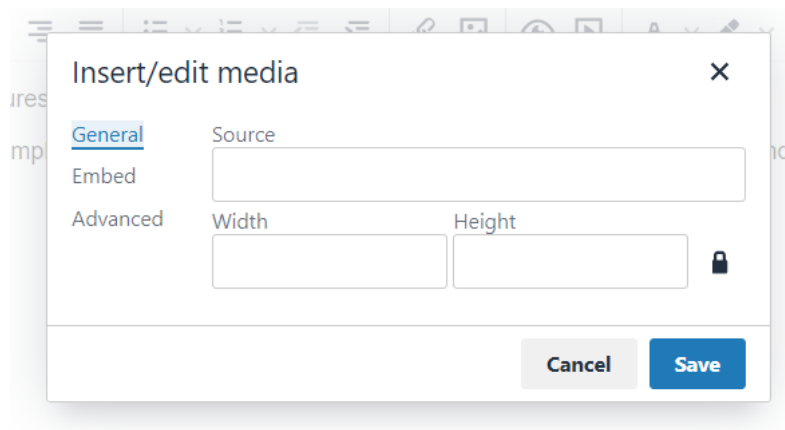 Insert/edit media
General
Source
Embed
Advanced
Width
Height
Cancel
Save